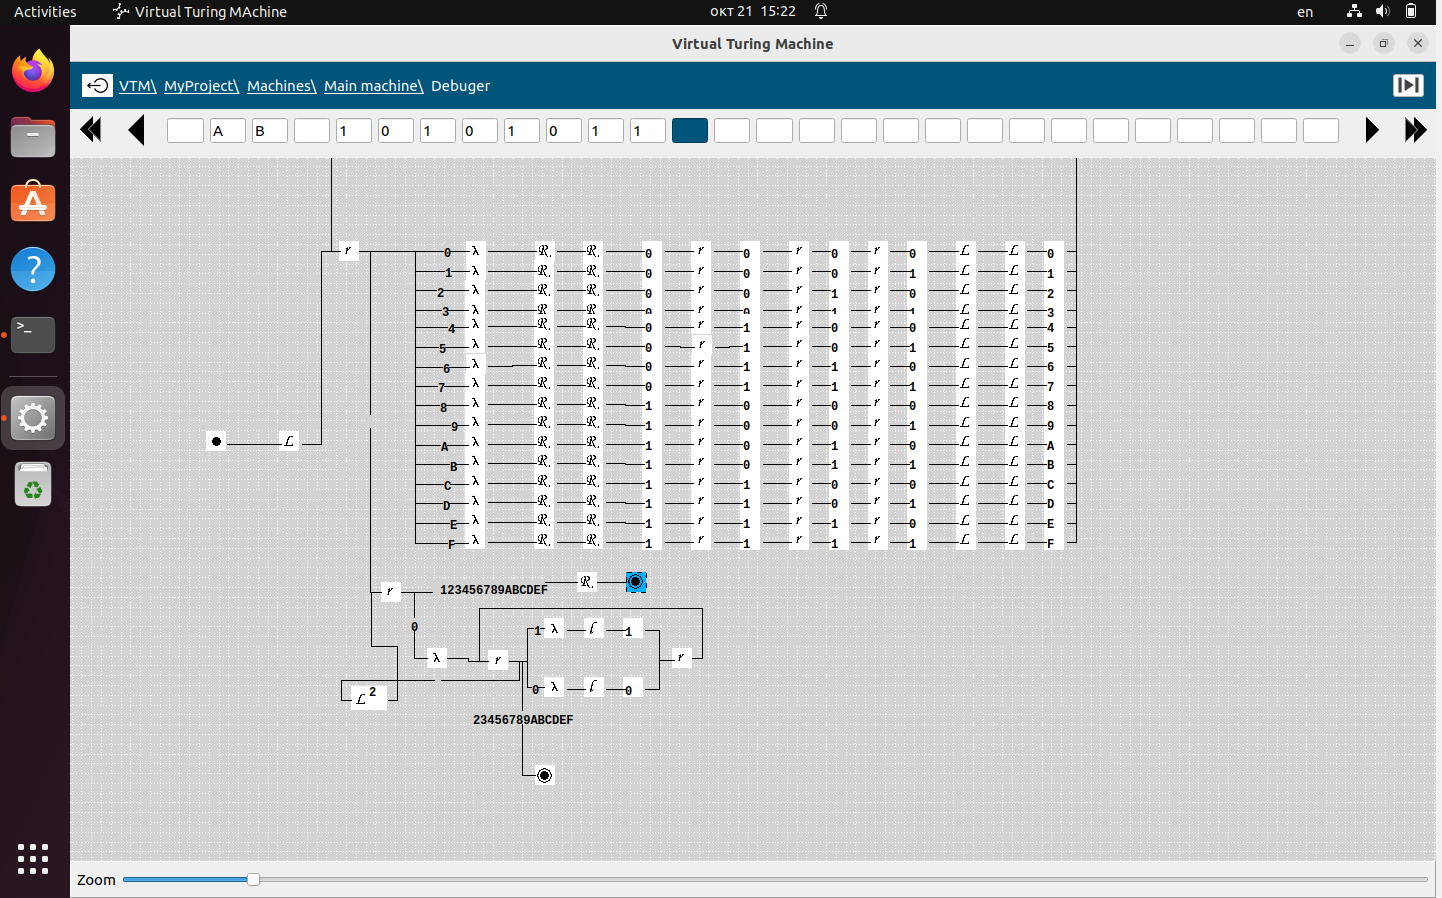 Activities Virtual Turing MAchine окт 21 15:22 en
Virtual Turing Machine
VTM\ MyProject\ Machines\ Main machine\ Debuger
A B 1 0 1 0 1 0 1 1
r 0 λ R. R. 0 r 0 r 0 r 0 L L 0
1 λ R. R. 0 r 0 r 0 r 1 L L 1
2 λ R. R. 0 r 0 r 1 r 0 L L 2
3 λ R. R. 0 r 0 r 1 r 1 L L 3
4 λ R. R. 0 r 1 r 0 r 0 L L 4
5 λ R. R. 0 r 1 r 0 r 1 L L 5
6 λ R. R. 0 r 1 r 1 r 0 L L 6
7 λ R. R. 0 r 1 r 1 r 1 L L 7
8 λ R. R. 1 r 0 r 0 r 0 L L 8
9 λ R. R. 1 r 0 r 0 r 1 L L 9
L A λ R. R. 1 r 0 r 1 r 0 L L A
B λ R. R. 1 r 0 r 1 r 1 L L B
C λ R. R. 1 r 1 r 0 r 0 L L C
D λ R. R. 1 r 1 r 0 r 1 L L D
E λ R. R. 1 r 1 r 1 r 0 L L E
F λ R. R. 1 r 1 r 1 r 1 L L F
r 123456789ABCDEF R.
0 1 λ l 1
λ r r
L 2 0 λ l 0
23456789ABCDEF
Zoom